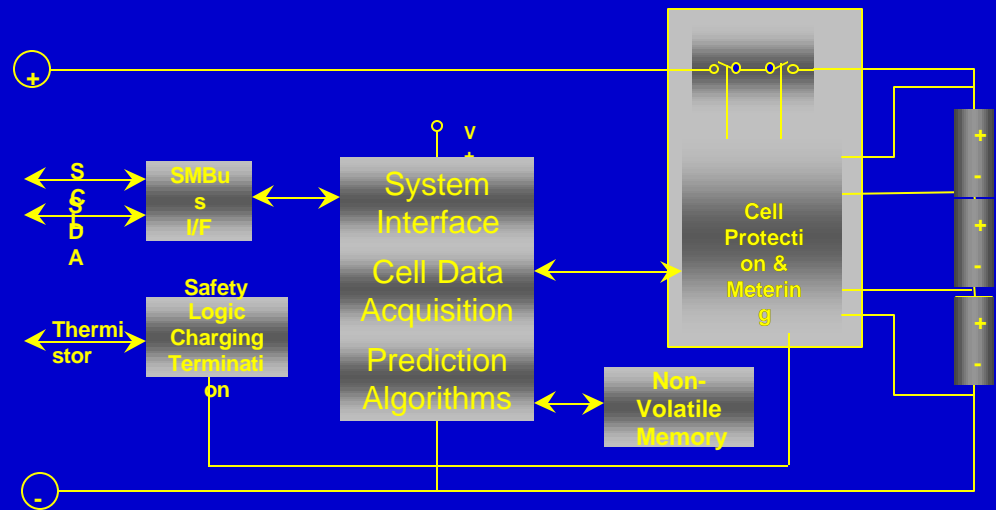 +
V
+
S
C
L
S
D
A
SMBu
s
I/F
System
Interface
Cell Data
Acquisition
Prediction
Algorithms
Cell
Protecti
on &
Meterin
g
+
-
+
-
+
-
Safety
Logic
Charging
Terminati
on
Thermi
stor
Non-
Volatile
Memory
-